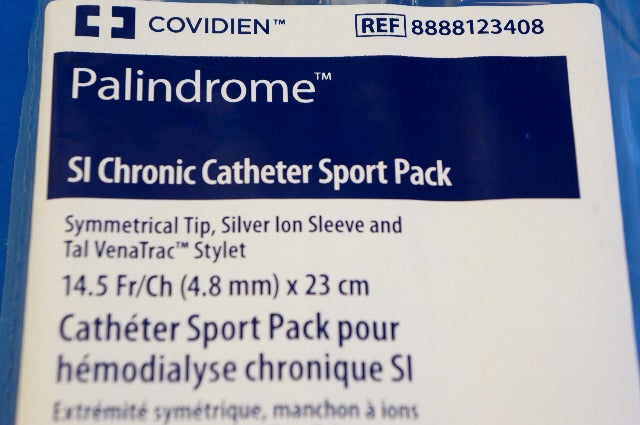 COVIDIEN™
REF 8888123408
Palindrome™
SI Chronic Catheter Sport Pack
Symmetrical Tip, Silver Ion Sleeve and
Tal VenaTrac™ Stylet
14.5 Fr/Ch (4.8 mm) x 23 cm
Cathéter Sport Pack pour
hémodialyse chronique SI
Extrémité symétrique, manchon à ions